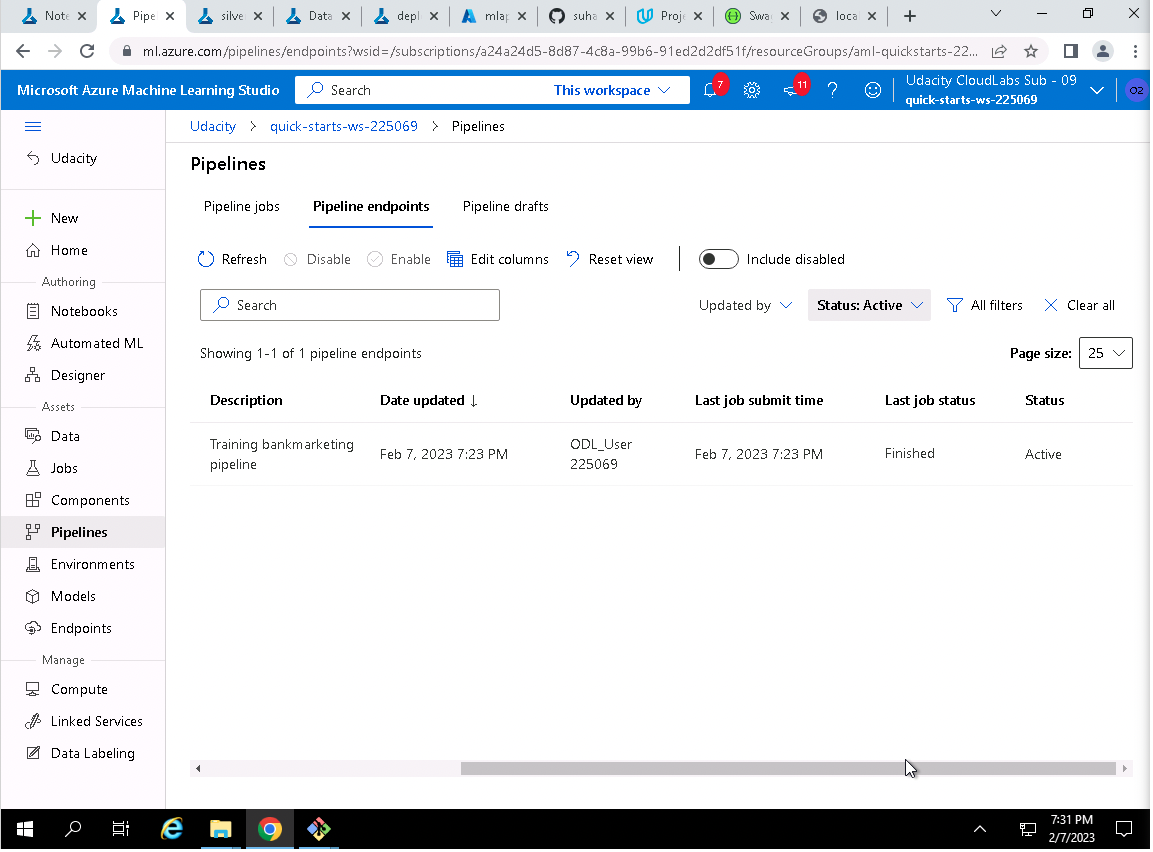 Note
Pipe
silve
Data
depl
mlap
suha
Proje
Swa
loca
ml.azure.com/pipelines/endpoints?wsid=/subscriptions/a24a24d5-8d87-4c8a-99b6-91ed2d2df51f/resourceGroups/aml-quickstarts-22...
Microsoft Azure Machine Learning Studio
Search
This workspace
7
11
?
Udacity CloudLabs Sub - 09
quick-starts-ws-225069
O2
Udacity
Udacity > quick-starts-ws-225069 > Pipelines
Pipelines
Pipeline jobs
Pipeline endpoints
Pipeline drafts
New
Home
Authoring
Notebooks
Automated ML
Designer
Assets
Data
Jobs
Components
Pipelines
Environments
Models
Endpoints
Manage
Compute
Linked Services
Data Labeling
Refresh
Disable
Enable
Edit columns
Reset view
Include disabled
Search
Updated by
Status: Active
All filters
Clear all
Showing 1-1 of 1 pipeline endpoints
Page size:
25
Description
Date updated ↓
Updated by
Last job submit time
Last job status
Status
Training bankmarketing
pipeline
Feb 7, 2023 7:23 PM
ODL_User
225069
Feb 7, 2023 7:23 PM
Finished
Active
7:31 PM
2/7/2023